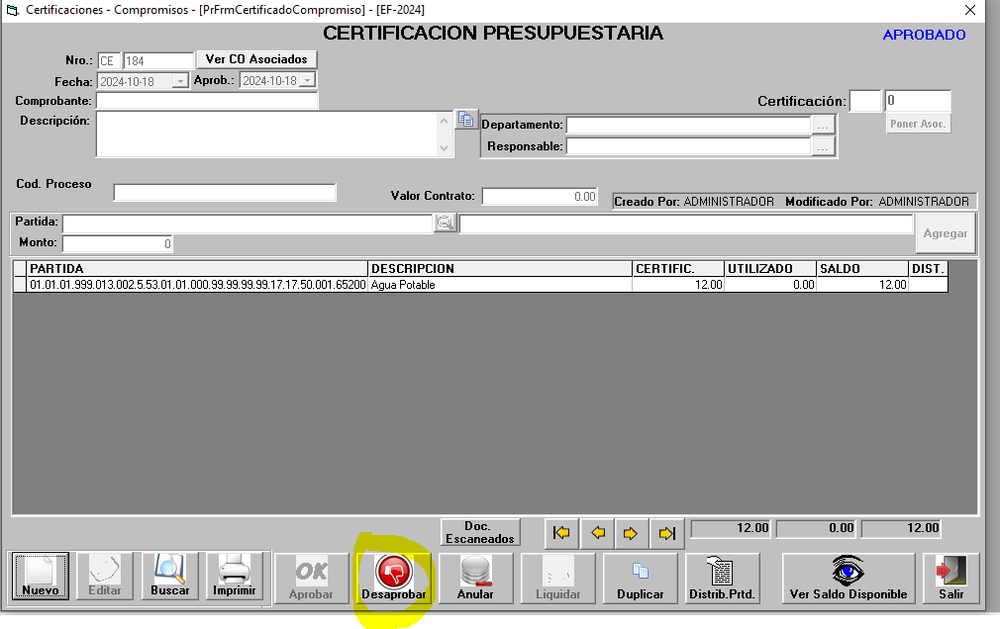 Certificaciones - Compromisos - [PrFrmCertificadoCompromiso] - [EF-2024]
CERTIFICACION PRESUPUESTARIA
APROBADO
Nro.: CE 184 Ver CO Asociados
Fecha: 2024-10-18 Aprob.: 2024-10-18
Comprobante:
Certificación: 0
Descripción:
Departamento: ...
Poner Asoc.
Responsable: ...
Cod. Proceso
Valor Contrato: 0.00
Creado Por: ADMINISTRADOR Modificado Por: ADMINISTRADOR
Partida:
Monto: 0
Agregar
PARTIDA DESCRIPCION CERTIFIC. UTILIZADO SALDO DIST.
01.01.01.999.013.002.5.53.01.01.000.99.99.99.99.17.17.50.001.65200 Agua Potable 12.00 0.00 12.00
Doc. Escaneados
12.00 0.00 12.00
OK
Nuevo Editar Buscar Imprimir Aprobar Desaprobar Anular Liquidar Duplicar Distrib.Prtd. Ver Saldo Disponible Salir